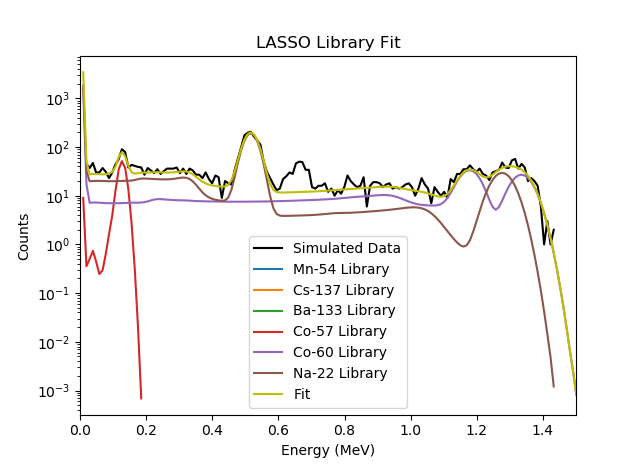 LASSO Library Fit
Counts
10³
10²
10¹
10⁰
10⁻¹
10⁻²
10⁻³
Simulated Data
Mn-54 Library
Cs-137 Library
Ba-133 Library
Co-57 Library
Co-60 Library
Na-22 Library
Fit
0.0 0.2 0.4 0.6 0.8 1.0 1.2 1.4
Energy (MeV)